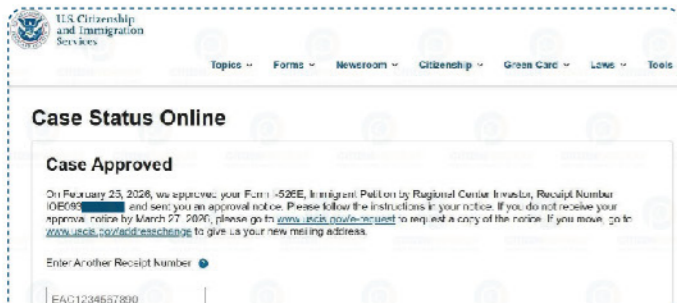 U.S. Citizenship
and Immigration
Services
Topics Forms Newsroom Citizenship Green Card Laws Tools
Case Status Online
Case Approved
On February 25, 2026, we approved your Form I-526E, Immigrant Petition by Regional Center Investor, Receipt Number
IOE093 and sent you an approval notice. Please follow the instructions in your notice. If you do not receive your
approval notice by March 27, 2026, please go to www.uscis.gov/e-request to request a copy of the notice. If you move, go to
www.uscis.gov/addresschange to give us your new mailing address.
Enter Another Receipt Number
EAC1234567890